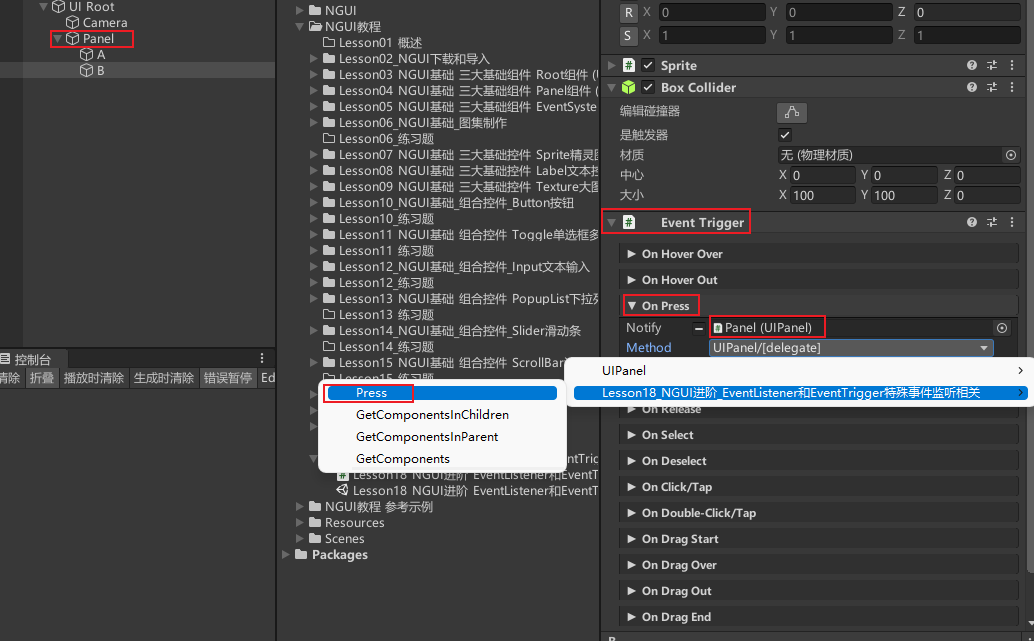 UI Root
Camera
Panel
A
B
控制台
清除 折叠 播放时清除 生成时清除 错误暂停 Ed
NGUI
NGUI教程
Lesson01 概述
Lesson02_NGUI下载和导入
Lesson03 NGUI基础 三大基础组件 Root组件 (
Lesson04 NGUI基础 三大基础组件 Panel组件 (
Lesson05 NGUI基础 三大基础组件 EventSyste
Lesson06_NGUI基础_图集制作
Lesson06_练习题
Lesson07 NGUI基础 三大基础控件 Sprite精灵图
Lesson08 NGUI基础 三大基础控件 Label文本控
Lesson09 NGUI基础 三大基础控件 Texture大图
Lesson10_NGUI基础_组合控件_Button按钮
Lesson10_练习题
Lesson11 NGUI基础 组合控件 Toggle单选框多
Lesson11 练习题
Lesson12_NGUI基础_组合控件_Input文本输入
Lesson12_练习题
Lesson13 NGUI基础 组合控件 PopupList下拉列
Lesson13 练习题
Lesson14_NGUI基础_组合控件_Slider滑动条
Lesson14_练习题
Lesson15 NGUI基础 组合控件 ScrollBar
Lesson15 练习题
Press
GetComponentsInChildren
GetComponentsInParent
GetComponents
entTric
Lesson18 NGUI进阶 EventListener和EventT
Lesson18 NGUI进阶 EventListener和EventT
NGUI教程 参考示例
Resources
Scenes
Packages
R X 0 Y 0 Z 0
S X 1 Y 1 Z 1
Sprite
Box Collider
编辑碰撞器
是触发器
材质 无 (物理材质)
中心 X 0 Y 0 Z 0
大小 X 100 Y 100 Z 0
Event Trigger
On Hover Over
On Hover Out
On Press
Notify Panel (UIPanel)
Method UIPanel/[delegate]
UIPanel
Lesson18_NGUI进阶_EventListener和EventTrigger特殊事件监听相关
On Release
On Select
On Deselect
On Click/Tap
On Double-Click/Tap
On Drag Start
On Drag Over
On Drag Out
On Drag End